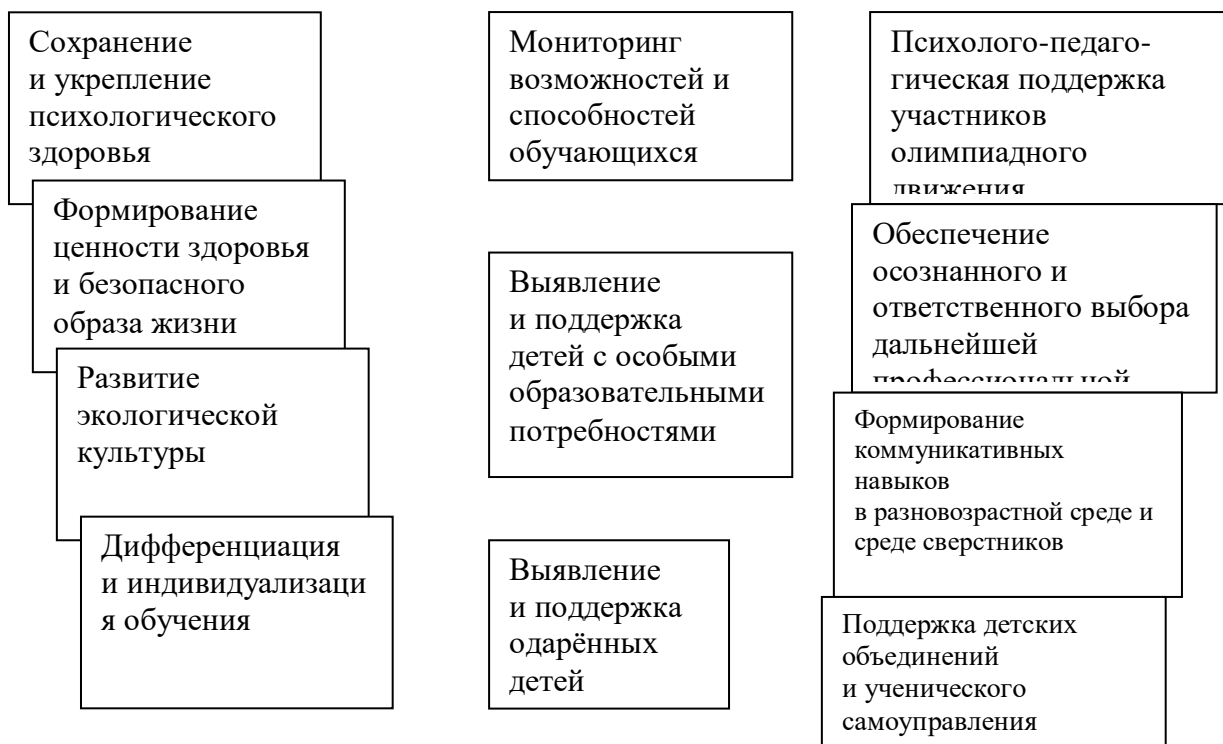 Сохранение
и укрепление
психологического
здоровья
Формирование
ценности здоровья
и безопасного
образа жизни
Развитие
экологической
культуры
Дифференциация
и индивидуализаци
я обучения
Мониторинг
возможностей и
способностей
обучающихся
Выявление
и поддержка
детей с особыми
образовательными
потребностями
Выявление
и поддержка
одарённых
детей
Психолого-педаго-
гическая поддержка
участников
олимпиадного
движения
Обеспечение
осознанного и
ответственного выбора
дальнейшей
профессиональной
Формирование
коммуникативных
навыков
в разновозрастной среде и
среде сверстников
Поддержка детских
объединений
и ученического
самоуправления